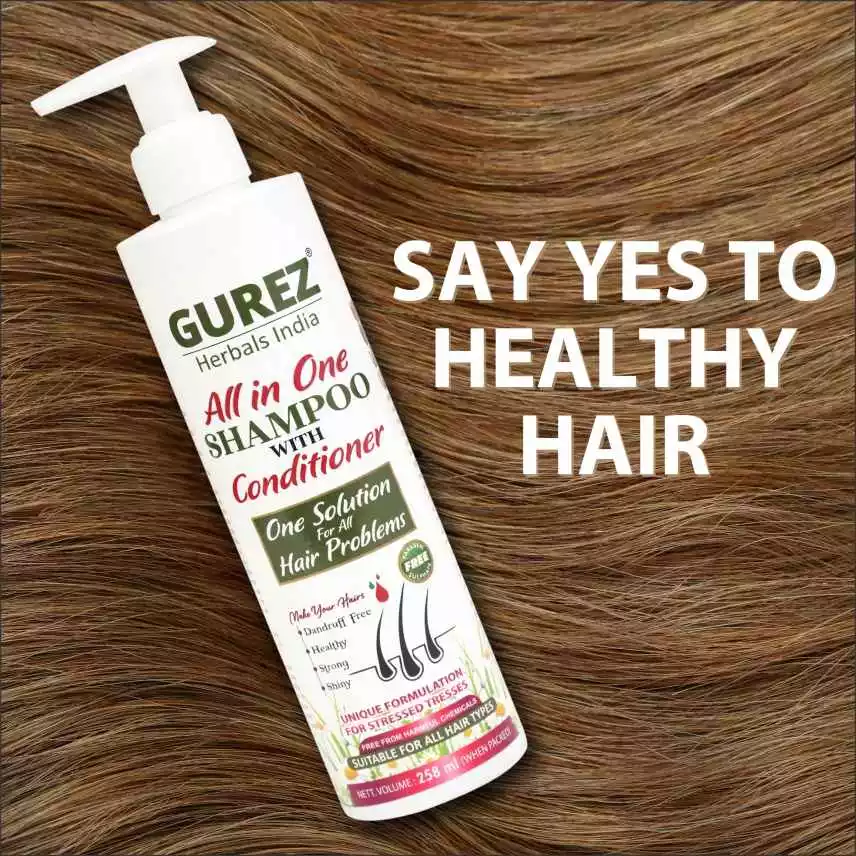 GUREZ®
Herbals India
All in One
SHAMPOO
WITH
Conditioner
One Solution
For All
Hair Problems
PARABEN
FREE
SULPHATE
Make Your Hairs
• Dandruff Free
• Healthy
• Strong
• Shiny
UNIQUE FORMULATION
FOR STRESSED TRESSES
FREE FROM HARMFUL CHEMICALS
SUITABLE FOR ALL HAIR TYPES
NETT. VOLUME : 258 ml (WHEN PACKED)
SAY YES TO
HEALTHY
HAIR